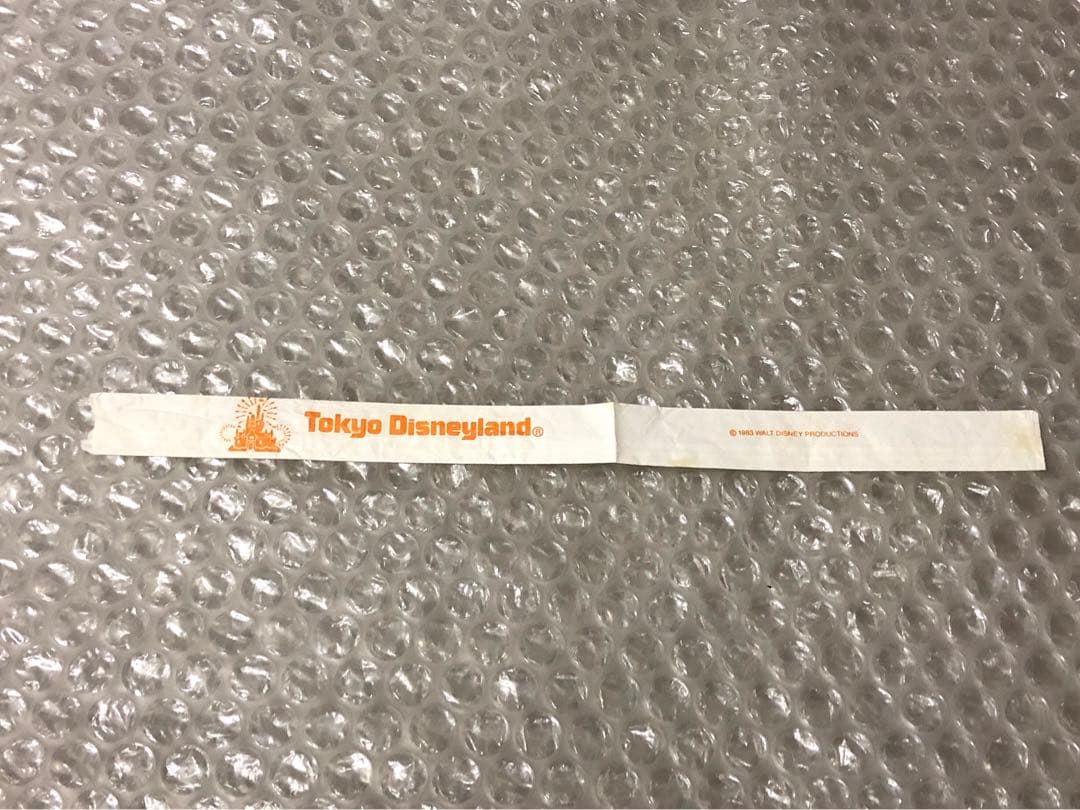 Tokyo Disneyland®
© 1983 WALT DISNEY PRODUCTIONS